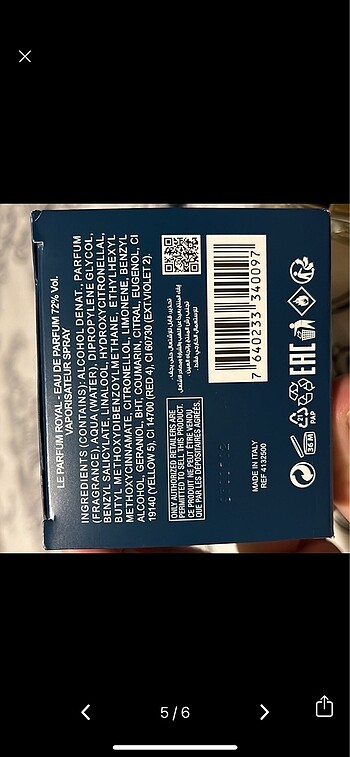 LE PARFUM ROYAL - EAU DE PARFUM 72% Vol.
VAPORISATEUR SPRAY
INGREDIENTS (CONTAINS): ALCOHOL DENAT., PARFUM
(FRAGRANCE), AQUA (WATER), DIPROPYLENE GLYCOL,
BENZYL SALICYLATE, LINALOOL, HYDROXYCITRONELLAL,
BUTYL METHOXYDIBENZOYLMETHANE, ETHYLHEXYL
METHOXYCINNAMATE, CITRONELLOL, LIMONENE, BENZYL
ALCOHOL, GERANIOL, BHT, COUMARIN, CITRAL, EUGENOL, CI
19140 (YELLOW 5), CI 14700 (RED 4), CI 60730 (EXT.VIOLET 2).
ONLY AUTHORIZED RETAILERS ARE
PERMITTED TO SELL THIS PRODUCT.
CE PRODUIT NE PEUT ÊTRE VENDU
QUE PAR LES DÉPOSITAIRES AGRÉÉS.
7 640233 340097
MADE IN ITALY
REF 4132500
EAC
36 M
21
PAP
5/6